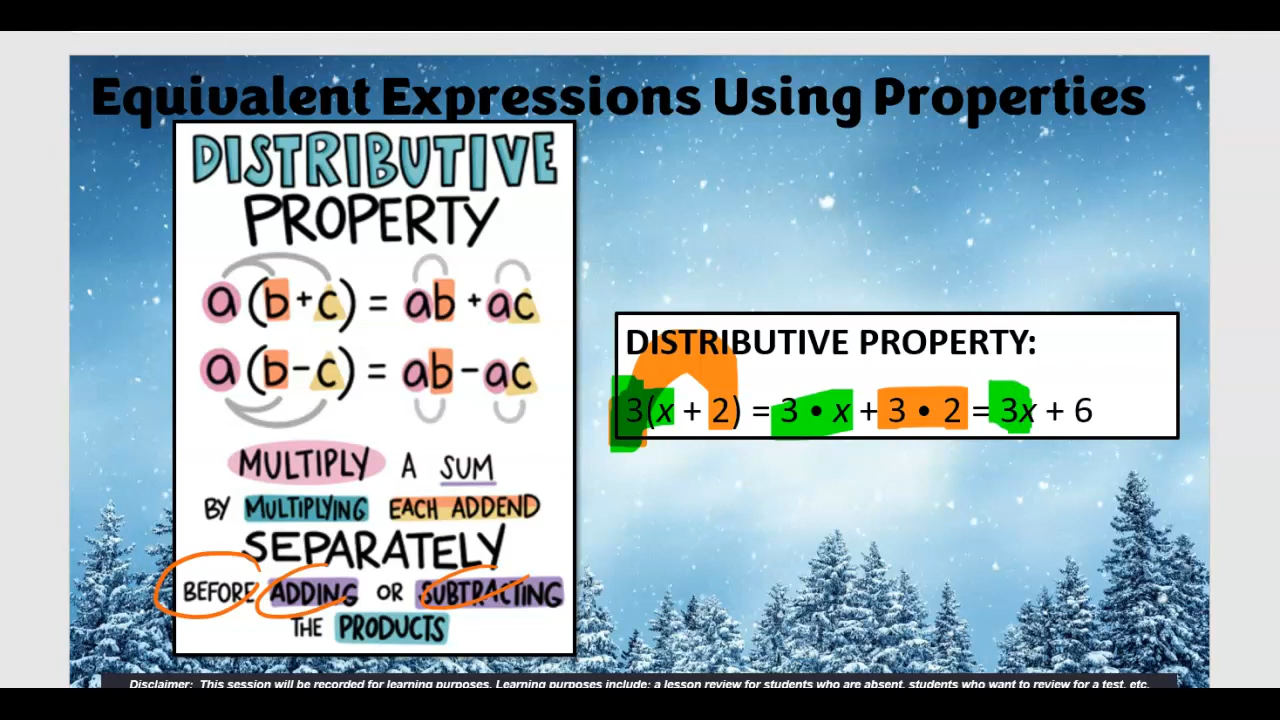 Equivalent Expressions Using Properties
DISTRIBUTIVE
PROPERTY
a(b+c) = ab+ac
a(b-c) = ab-ac
MULTIPLY A SUM
BY MULTIPLYING EACH ADDEND
SEPARATELY
BEFORE ADDING OR SUBTRACTING
THE PRODUCTS
DISTRIBUTIVE PROPERTY:
3(x + 2) = 3 • x + 3 • 2 = 3x + 6
Disclaimer: This session will be recorded for learning purposes. Learning purposes include: a lesson review for students who are absent, students who want to review for a test, etc.